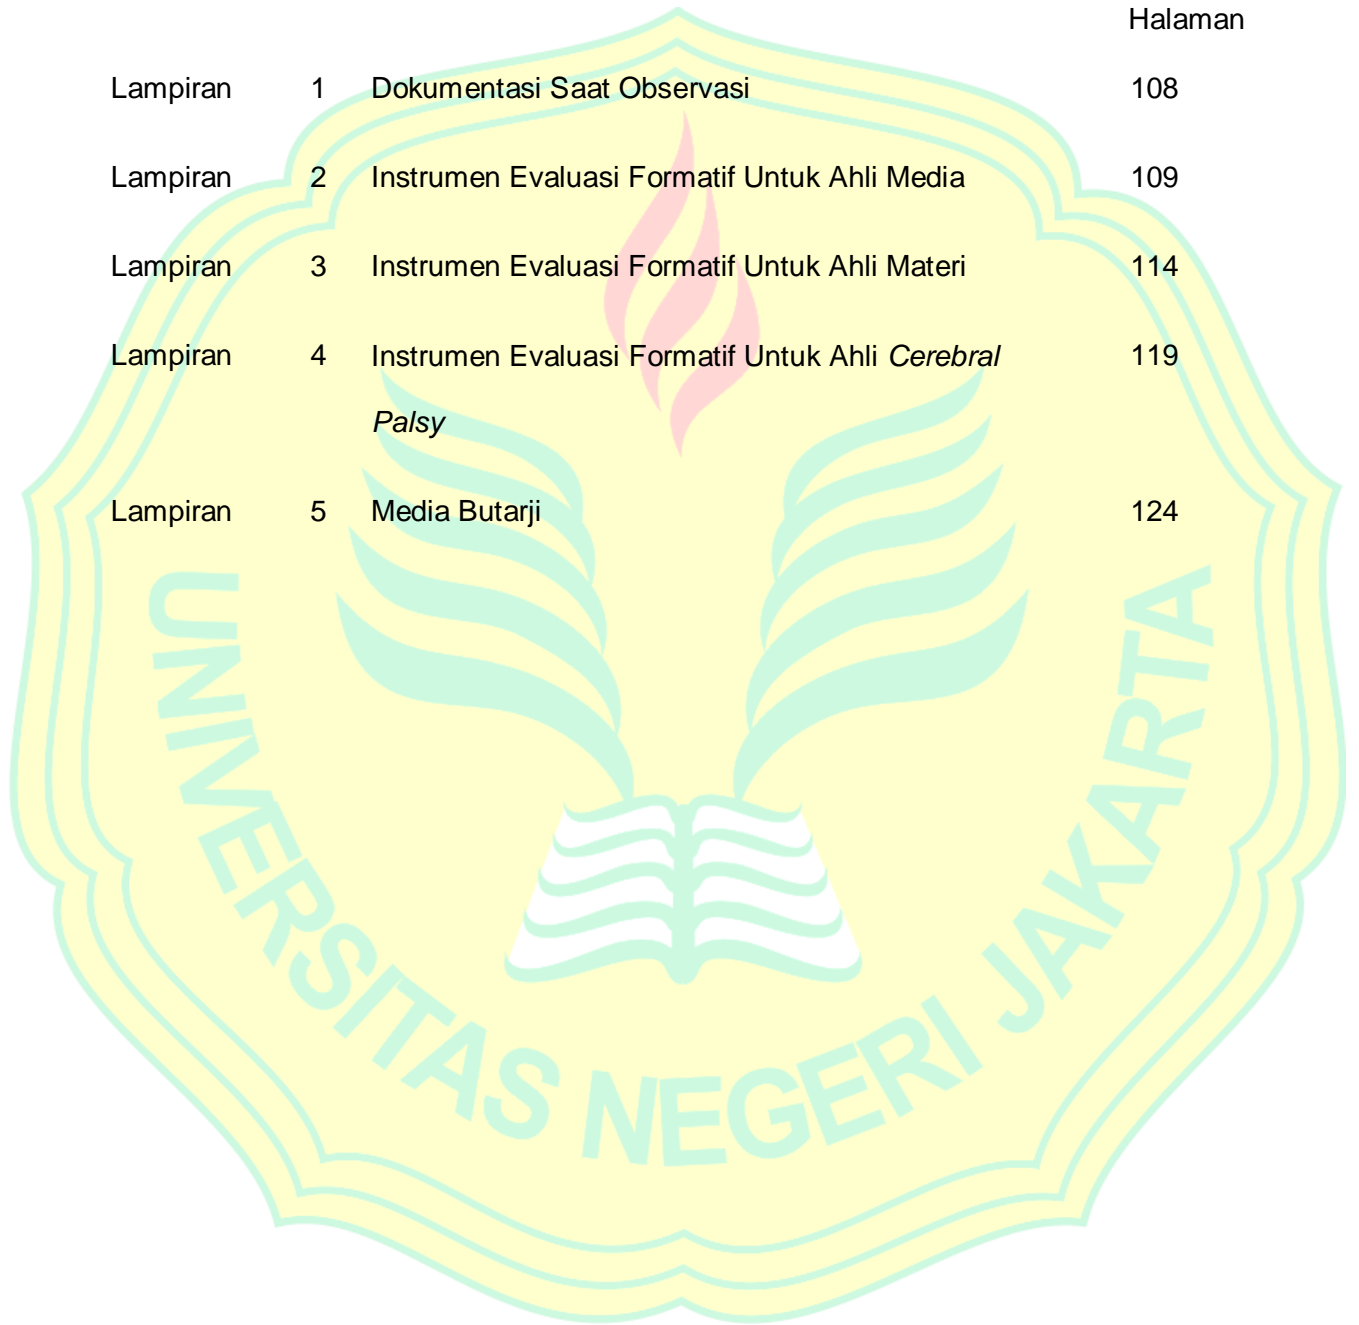 Halaman
Lampiran 1 Dokumentasi Saat Observasi 108
Lampiran 2 Instrumen Evaluasi Formatif Untuk Ahli Media 109
Lampiran 3 Instrumen Evaluasi Formatif Untuk Ahli Materi 114
Lampiran 4 Instrumen Evaluasi Formatif Untuk Ahli Cerebral 119
Palsy
Lampiran 5 Media Butarji 124
UNIVERSITAS NEGERI JAKARTA